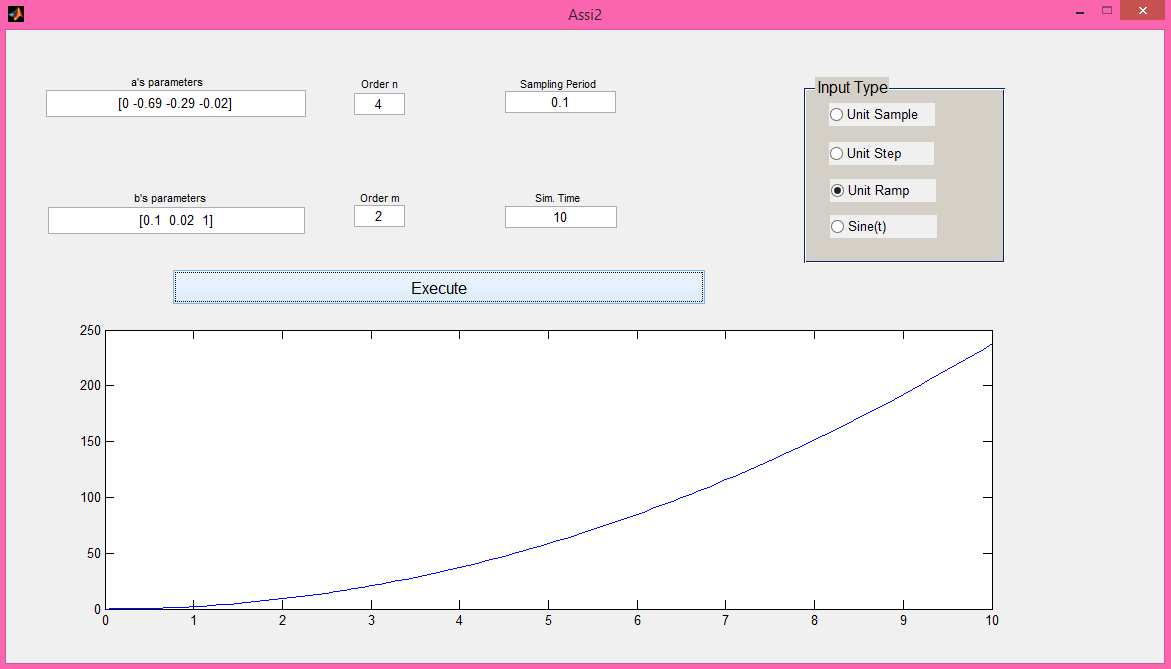 Assi2
a's parameters
[0 -0.69 -0.29 -0.02]
Order n
4
Sampling Period
0.1
Input Type
Unit Sample
Unit Step
Unit Ramp
Sine(t)
b's parameters
[0.1  0.02  1]
Order m
2
Sim. Time
10
Execute
250
200
150
100
50
0
0 1 2 3 4 5 6 7 8 9 10